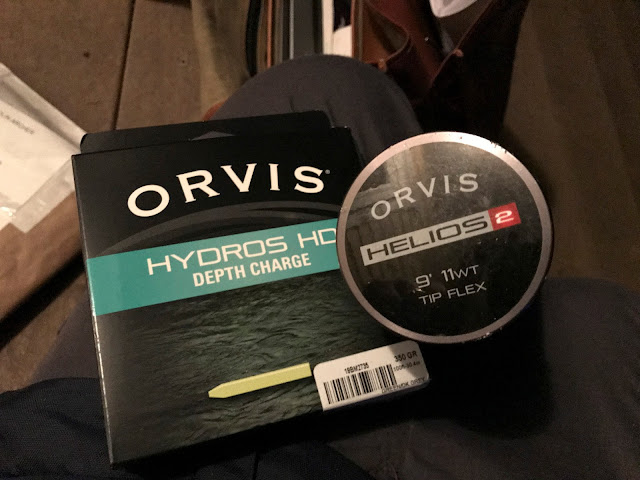 ORVIS
HYDROS HD
DEPTH CHARGE
350 GR
ORVIS
HELIOS 2
9' 11WT
TIP FLEX